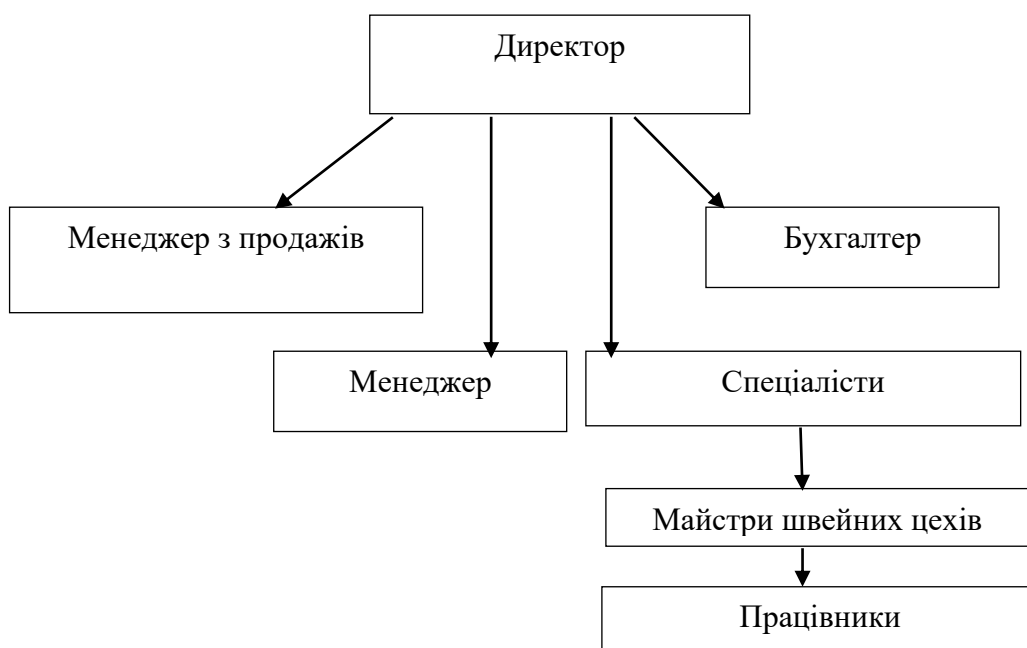 Директор
Менеджер з продажів
Бухгалтер
Менеджер
Спеціалісти
Майстри швейних цехів
Працівники